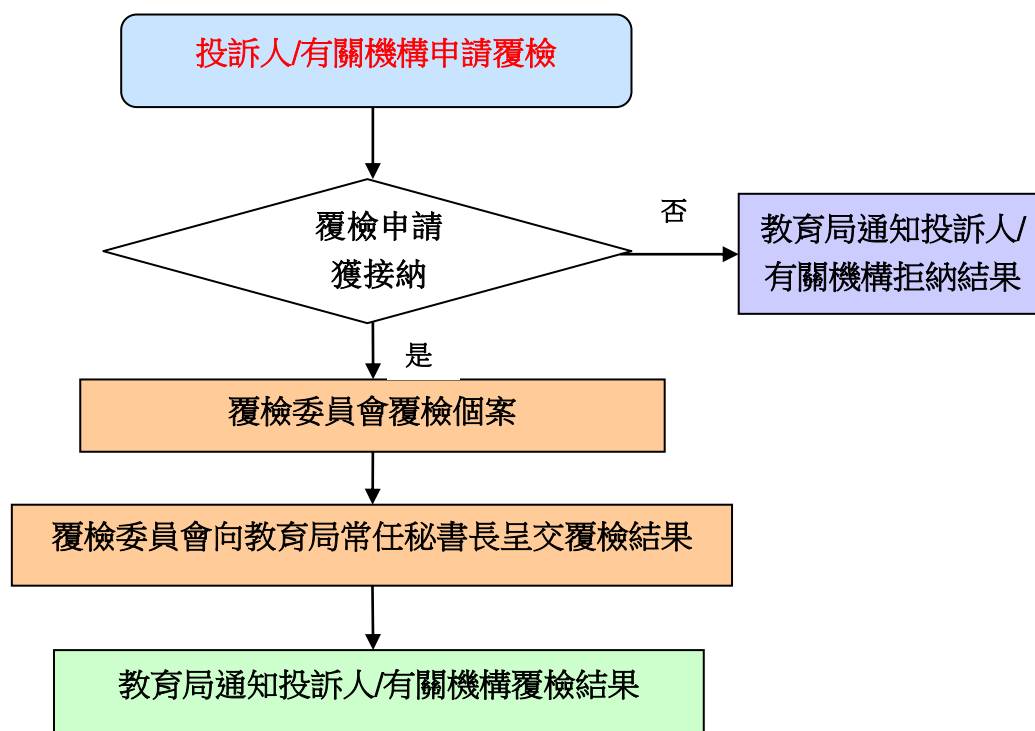 投訴人/有關機構申請覆檢
覆檢申請
獲接納
否
教育局通知投訴人/
有關機構拒納結果
是
覆檢委員會覆檢個案
覆檢委員會向教育局常任秘書長呈交覆檢結果
教育局通知投訴人/有關機構覆檢結果